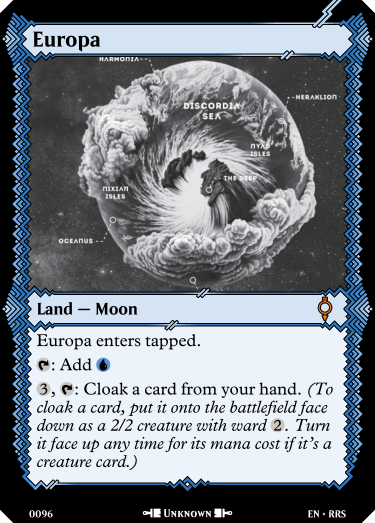 Europa
HARMONIA
DISCORDIA
SEA
HERAKLION
NYAD
ISLES
THE DEEP
NIXIAN
ISLES
OCEANUS
Land — Moon
Europa enters tapped.
: Add
3, : Cloak a card from your hand. (To
cloak a card, put it onto the battlefield face
down as a 2/2 creature with ward 2. Turn
it face up any time for its mana cost if it's a
creature card.)
0096
Unknown
EN · RRS